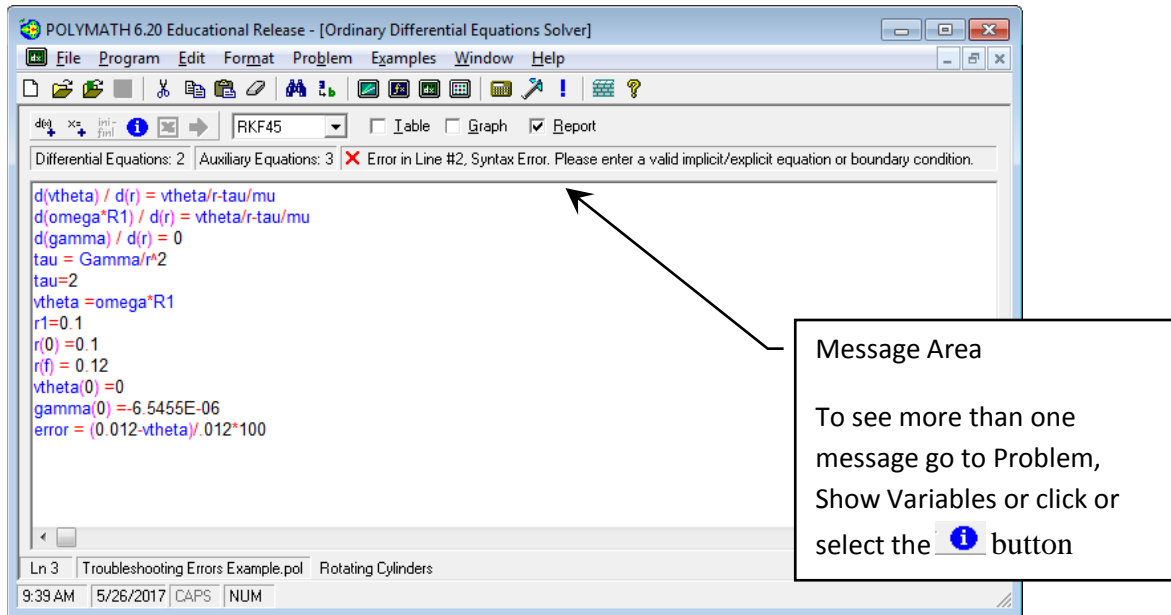 POLYMATH 6.20 Educational Release - [Ordinary Differential Equations Solver]
File Program Edit Format Problem Examples Window Help
d(x) x= ini- finl RKF45 Table Graph Report
Differential Equations: 2 Auxiliary Equations: 3 Error in Line #2, Syntax Error. Please enter a valid implicit/explicit equation or boundary condition.
d(vtheta) / d(r) = vtheta/r-tau/mu
d(omega*R1) / d(r) = vtheta/r-tau/mu
d(gamma) / d(r) = 0
tau = Gamma/r^2
tau=2
vtheta =omega*R1
r1=0.1
r(0) =0.1
r(f) = 0.12
vtheta(0) =0
gamma(0) =-6.5455E-06
error = (0.012-vtheta)/.012*100
Message Area
To see more than one
message go to Problem,
Show Variables or click or
select the button
Ln 3 Troubleshooting Errors Example.pol Rotating Cylinders
9:39 AM 5/26/2017 CAPS NUM